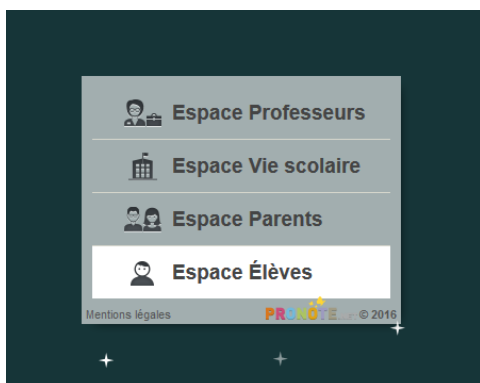 Espace Professeurs
Espace Vie scolaire
Espace Parents
Espace Élèves
Mentions légales
PRONOTE © 2016